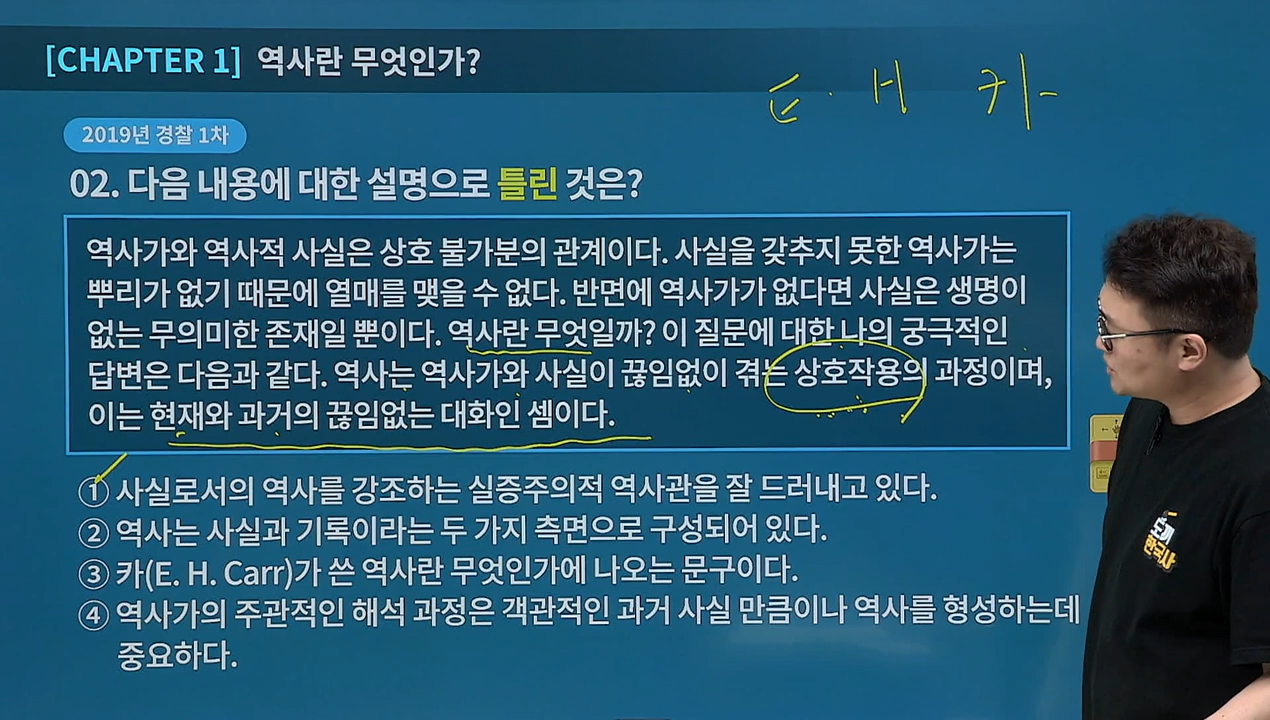 [CHAPTER 1] 역사란 무엇인가?
E. H 카-
2019년 경찰 1차
02. 다음 내용에 대한 설명으로 틀린 것은?
역사가와 역사적 사실은 상호 불가분의 관계이다. 사실을 갖추지 못한 역사가는
뿌리가 없기 때문에 열매를 맺을 수 없다. 반면에 역사가가 없다면 사실은 생명이
없는 무의미한 존재일 뿐이다. 역사란 무엇일까? 이 질문에 대한 나의 궁극적인
답변은 다음과 같다. 역사는 역사가와 사실이 끊임없이 겪는 상호작용의 과정이며,
이는 현재와 과거의 끊임없는 대화인 셈이다.
① 사실로서의 역사를 강조하는 실증주의적 역사관을 잘 드러내고 있다.
② 역사는 사실과 기록이라는 두 가지 측면으로 구성되어 있다.
③ 카(E. H. Carr)가 쓴 역사란 무엇인가에 나오는 문구이다.
④ 역사가의 주관적인 해석 과정은 객관적인 과거 사실 만큼이나 역사를 형성하는데
중요하다.
도끼
한국사